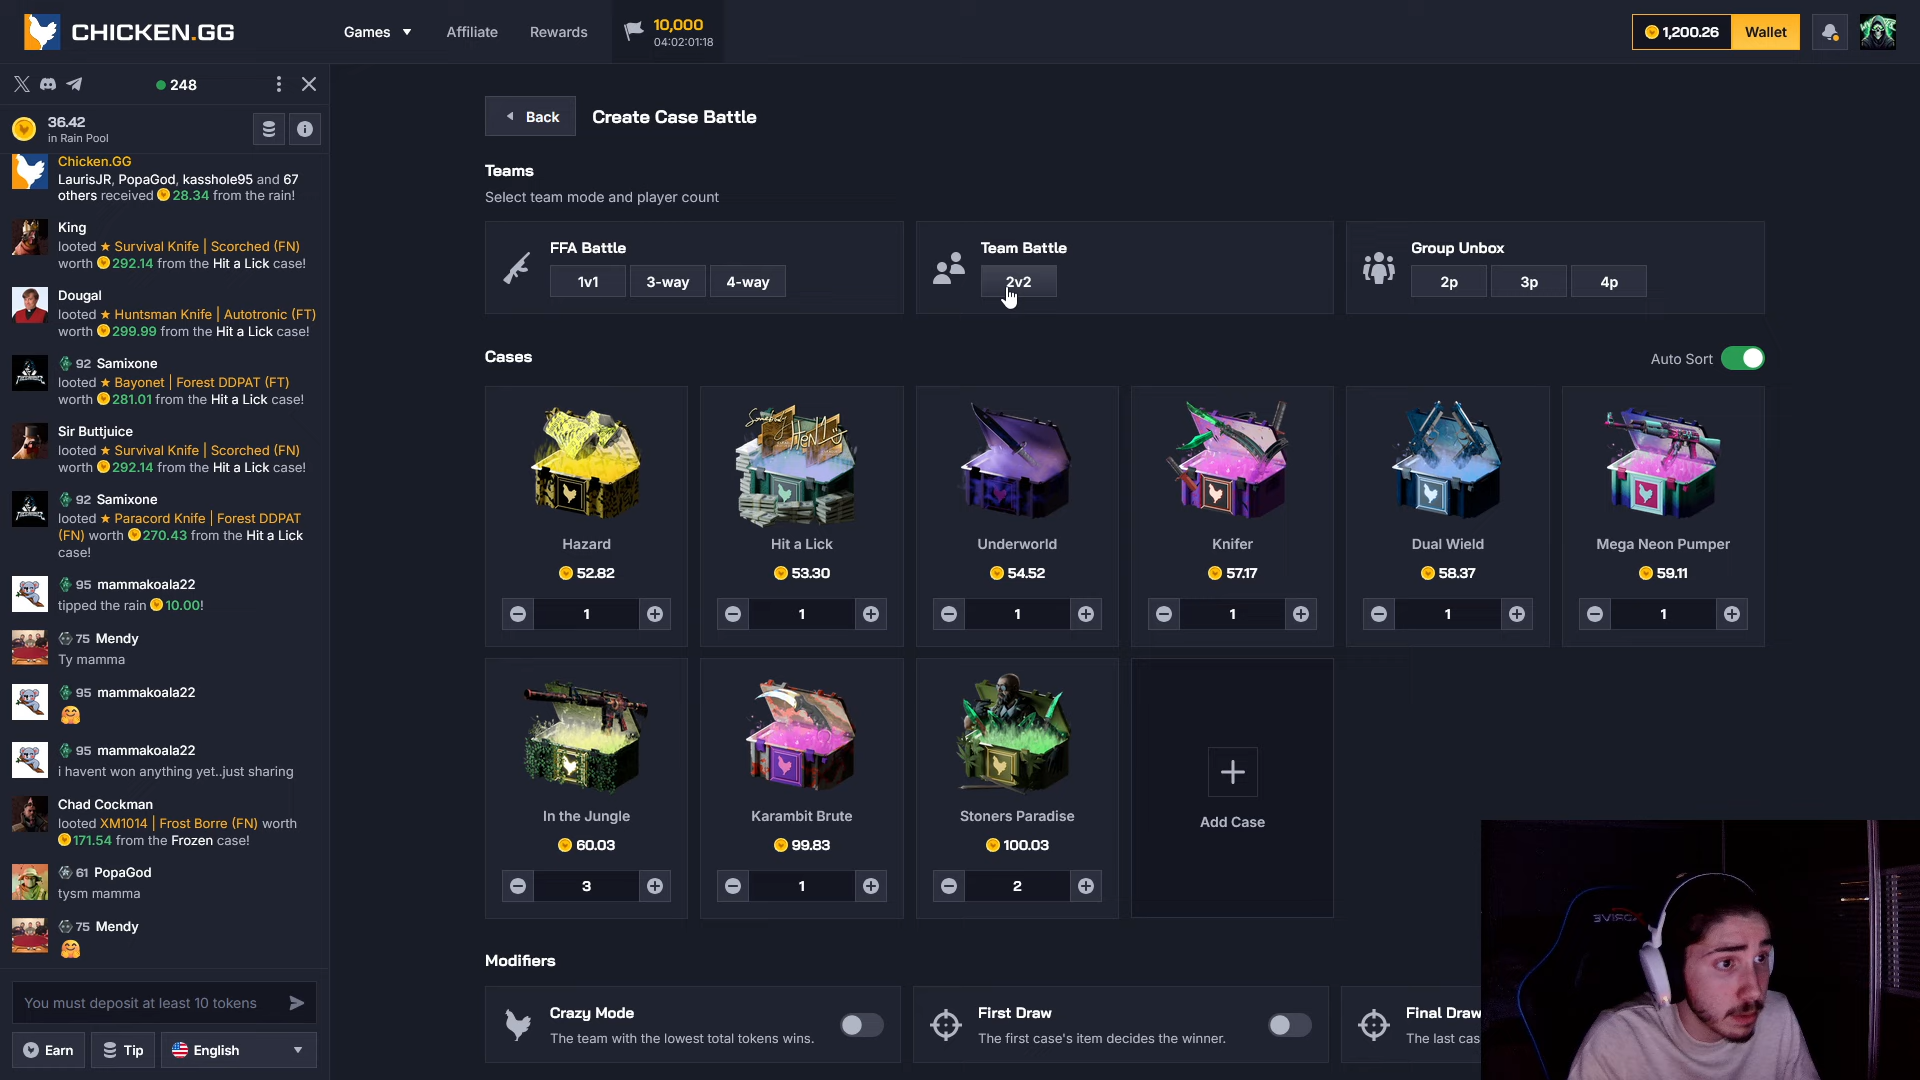 CHICKEN.GG
Games
Affiliate
Rewards
10,000
04:02:01:18
1,200.26
Wallet
248
36.42
in Rain Pool
Chicken.GG
LaurisJR, PopaGod, kasshole95 and 67
others received 28.34 from the rain!
King
looted ★ Survival Knife | Scorched (FN)
worth 292.14 from the Hit a Lick case!
Dougal
looted ★ Huntsman Knife | Autotronic (FT)
worth 299.99 from the Hit a Lick case!
92 Samixone
looted ★ Bayonet | Forest DDPAT (FT)
worth 281.01 from the Hit a Lick case!
Sir Buttjuice
looted ★ Survival Knife | Scorched (FN)
worth 292.14 from the Hit a Lick case!
92 Samixone
looted ★ Paracord Knife | Forest DDPAT
(FN) worth 270.43 from the Hit a Lick
case!
95 mammakoala22
tipped the rain 10.00!
75 Mendy
Ty mamma
95 mammakoala22
🤗
95 mammakoala22
i havent won anything yet..just sharing
Chad Cockman
looted XM1014 | Frost Borre (FN) worth
171.54 from the Frozen case!
61 PopaGod
tysm mamma
75 Mendy
🤗
You must deposit at least 10 tokens
Earn
Tip
English
Back
Create Case Battle
Teams
Select team mode and player count
FFA Battle
1v1
3-way
4-way
Team Battle
2v2
Group Unbox
2p
3p
4p
Cases
Auto Sort
Hazard
52.82
1
Hit a Lick
53.30
1
Underworld
54.52
1
Knifer
57.17
1
Dual Wield
58.37
1
Mega Neon Pumper
59.11
1
In the Jungle
60.03
3
Karambit Brute
99.83
1
Stoners Paradise
100.03
2
Add Case
Modifiers
Crazy Mode
The team with the lowest total tokens wins.
First Draw
The first case's item decides the winner.
Final Draw
The last cas